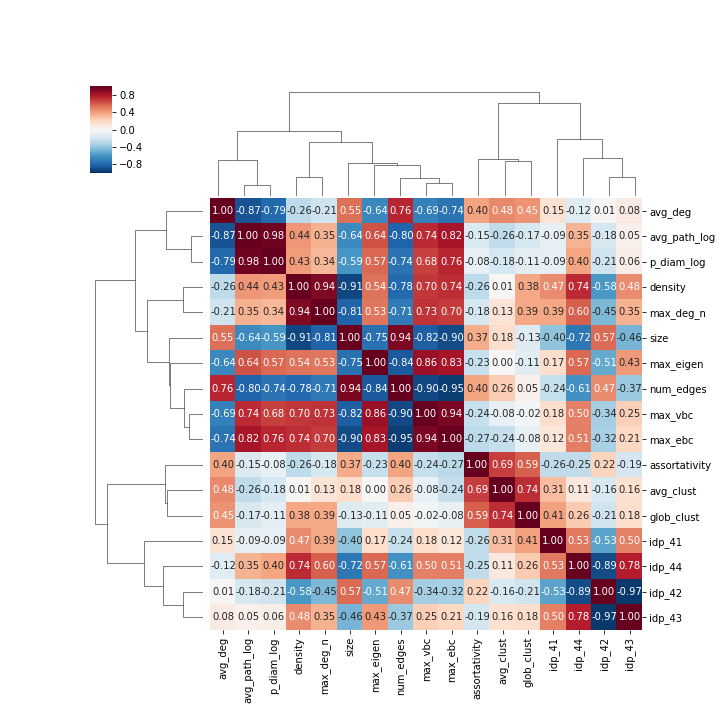 0.8
0.4
0.0
−0.4
−0.8
1.00 -0.87 -0.79 -0.26 -0.21 0.55 -0.64 0.76 -0.69 -0.74 0.40 0.48 0.45 0.15 -0.12 0.01 0.08 avg_deg
-0.87 1.00 0.98 0.44 0.35 -0.64 0.64 -0.80 0.74 0.82 -0.15 -0.26 -0.17 -0.09 0.35 -0.18 0.05 avg_path_log
-0.79 0.98 1.00 0.43 0.34 -0.59 0.57 -0.74 0.68 0.76 -0.08 -0.18 -0.11 -0.09 0.40 -0.21 0.06 p_diam_log
-0.26 0.44 0.43 1.00 0.94 -0.91 0.54 -0.78 0.70 0.74 -0.26 0.01 0.38 0.47 0.74 -0.58 0.48 density
-0.21 0.35 0.34 0.94 1.00 -0.81 0.53 -0.71 0.73 0.70 -0.18 0.13 0.39 0.39 0.60 -0.45 0.35 max_deg_n
0.55 -0.64 -0.59 -0.91 -0.81 1.00 -0.75 0.94 -0.82 -0.90 0.37 0.18 -0.13 -0.40 -0.72 0.57 -0.46 size
-0.64 0.64 0.57 0.54 0.53 -0.75 1.00 -0.84 0.86 0.83 -0.23 0.00 -0.11 0.17 0.57 -0.51 0.43 max_eigen
0.76 -0.80 -0.74 -0.78 -0.71 0.94 -0.84 1.00 -0.90 -0.95 0.40 0.26 0.05 -0.24 -0.61 0.47 -0.37 num_edges
-0.69 0.74 0.68 0.70 0.73 -0.82 0.86 -0.90 1.00 0.94 -0.24 -0.08 -0.02 0.18 0.50 -0.34 0.25 max_vbc
-0.74 0.82 0.76 0.74 0.70 -0.90 0.83 -0.95 0.94 1.00 -0.27 -0.24 -0.08 0.12 0.51 -0.32 0.21 max_ebc
0.40 -0.15 -0.08 -0.26 -0.18 0.37 -0.23 0.40 -0.24 -0.27 1.00 0.69 0.59 -0.26 -0.25 0.22 -0.19 assortativity
0.48 -0.26 -0.18 0.01 0.13 0.18 0.00 0.26 -0.08 -0.24 0.69 1.00 0.74 0.31 0.11 -0.16 0.16 avg_clust
0.45 -0.17 -0.11 0.38 0.39 -0.13 -0.11 0.05 -0.02 -0.08 0.59 0.74 1.00 0.41 0.26 -0.21 0.18 glob_clust
0.15 -0.09 -0.09 0.47 0.39 -0.40 0.17 -0.24 0.18 0.12 -0.26 0.31 0.41 1.00 0.53 -0.53 0.50 idp_41
-0.12 0.35 0.40 0.74 0.60 -0.72 0.57 -0.61 0.50 0.51 -0.25 0.11 0.26 0.53 1.00 -0.89 0.78 idp_44
0.01 -0.18 -0.21 -0.58 -0.45 0.57 -0.51 0.47 -0.34 -0.32 0.22 -0.16 -0.21 -0.53 -0.89 1.00 -0.97 idp_42
0.08 0.05 0.06 0.48 0.35 -0.46 0.43 -0.37 0.25 0.21 -0.19 0.16 0.18 0.50 0.78 -0.97 1.00 idp_43
avg_deg avg_path_log p_diam_log density max_deg_n size max_eigen num_edges max_vbc max_ebc assortativity avg_clust glob_clust idp_41 idp_44 idp_42 idp_43